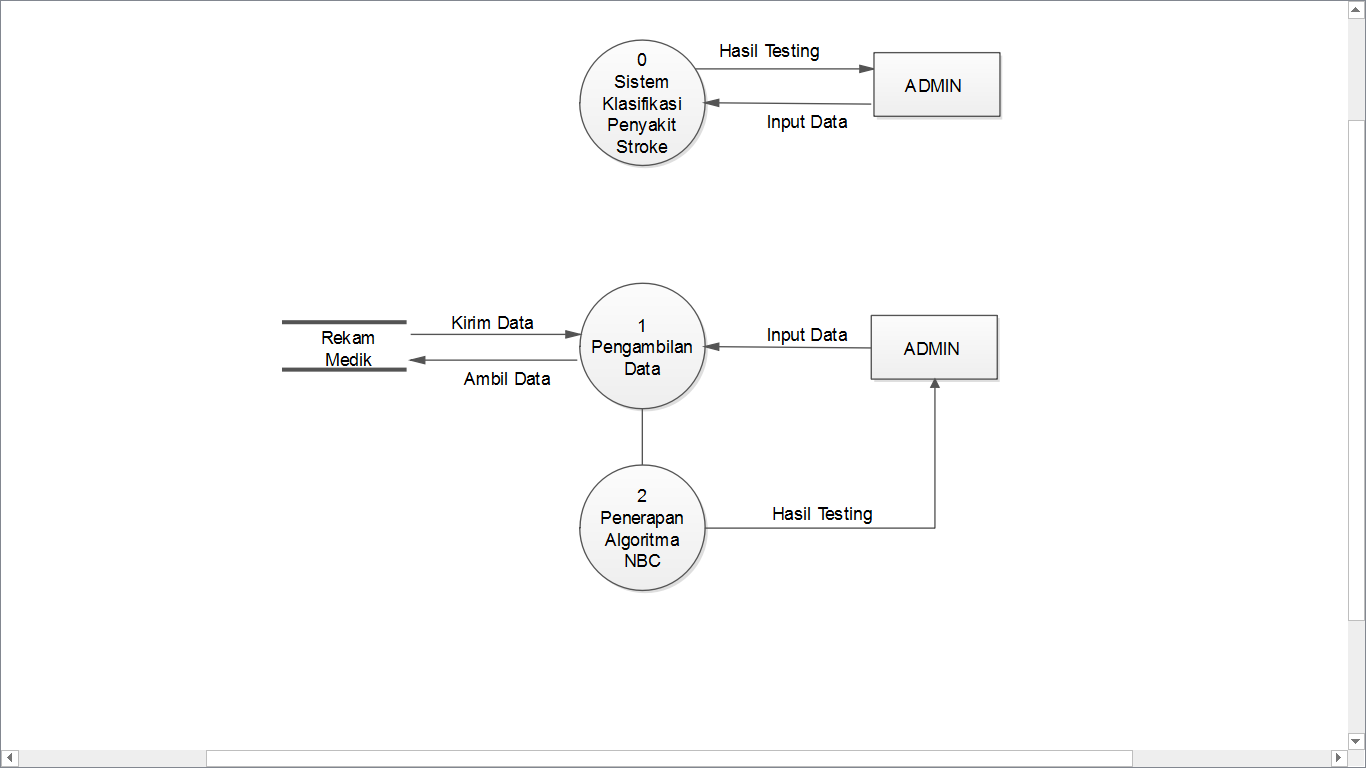 0
Sistem
Klasifikasi
Penyakit
Stroke
Hasil Testing
ADMIN
Input Data
Rekam
Medik
Kirim Data
Ambil Data
1
Pengambilan
Data
Input Data
ADMIN
2
Penerapan
Algoritma
NBC
Hasil Testing